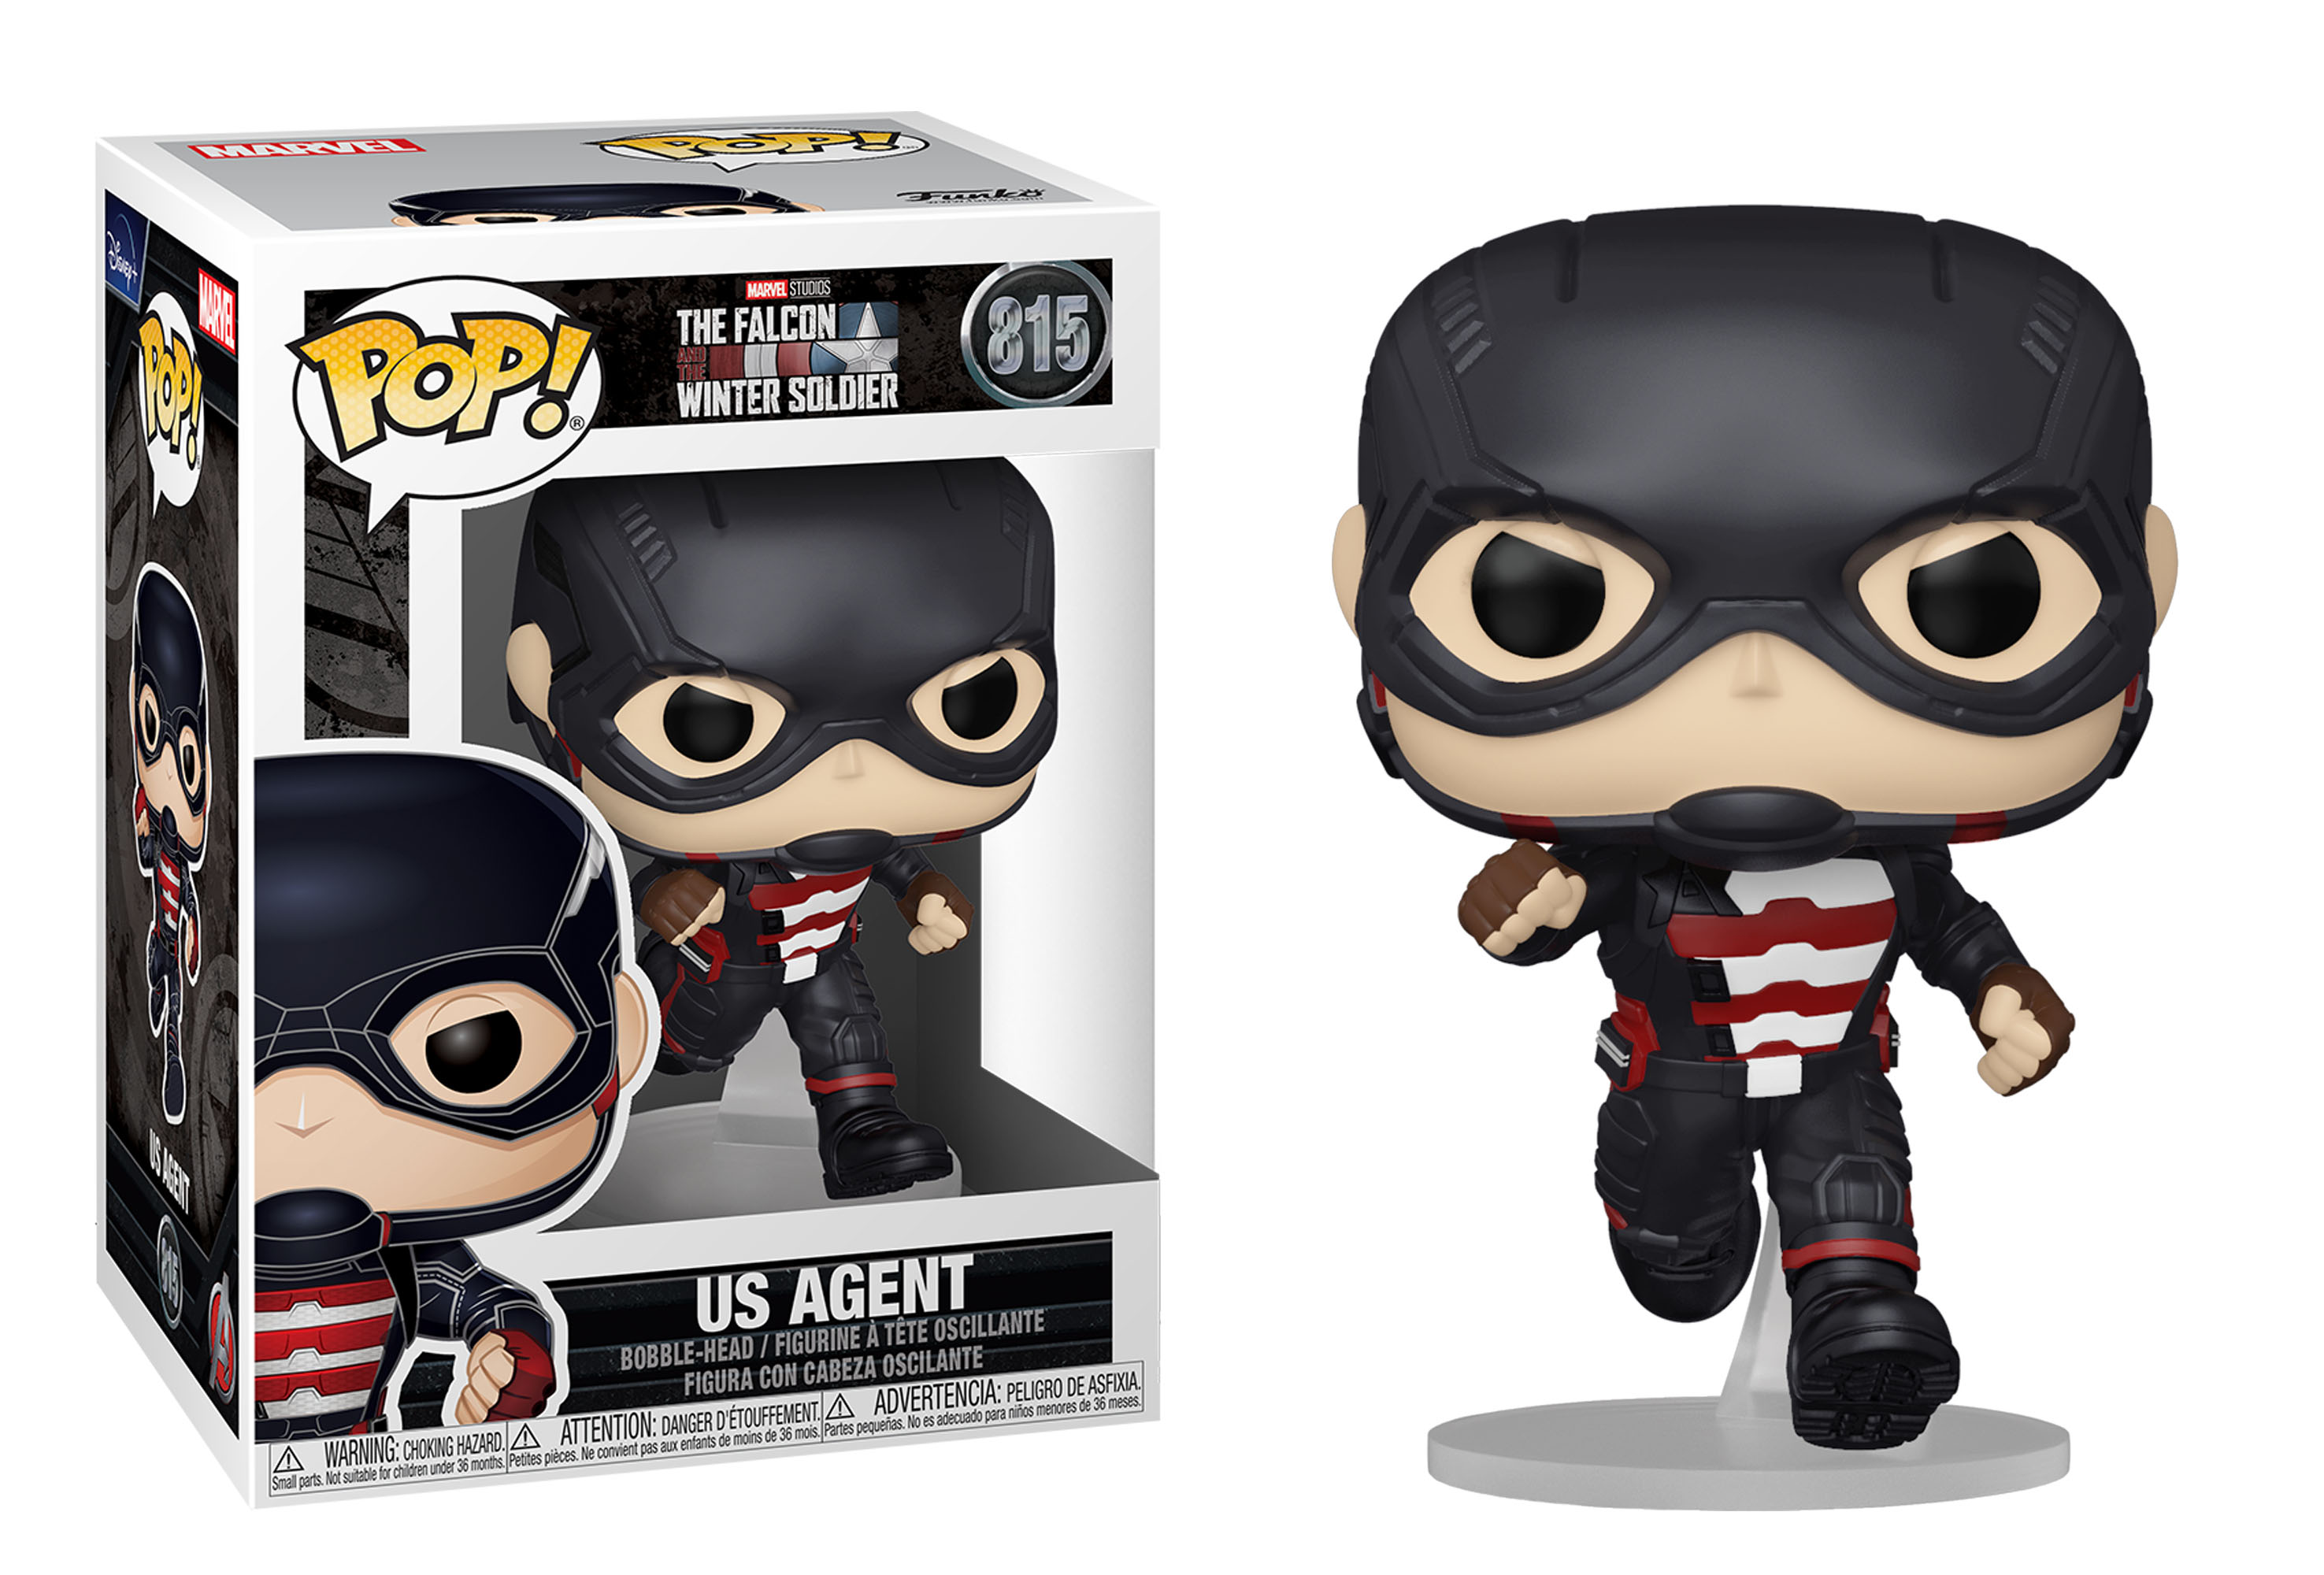 MARVEL
POP!
Funko
Disney+
MARVEL
POP!
US AGENT
815
POP!®
MARVEL STUDIOS
THE FALCON
AND THE
WINTER SOLDIER
815
US AGENT
BOBBLE-HEAD / FIGURINE À TÊTE OSCILLANTE
FIGURA CON CABEZA OSCILANTE
WARNING: CHOKING HAZARD.
Small parts. Not suitable for children under 36 months.
ATTENTION: DANGER D'ÉTOUFFEMENT.
Petites pièces. Ne convient pas aux enfants de moins de 36 mois.
ADVERTENCIA: PELIGRO DE ASFIXIA.
Partes pequeñas. No es adecuado para niños menores de 36 meses.